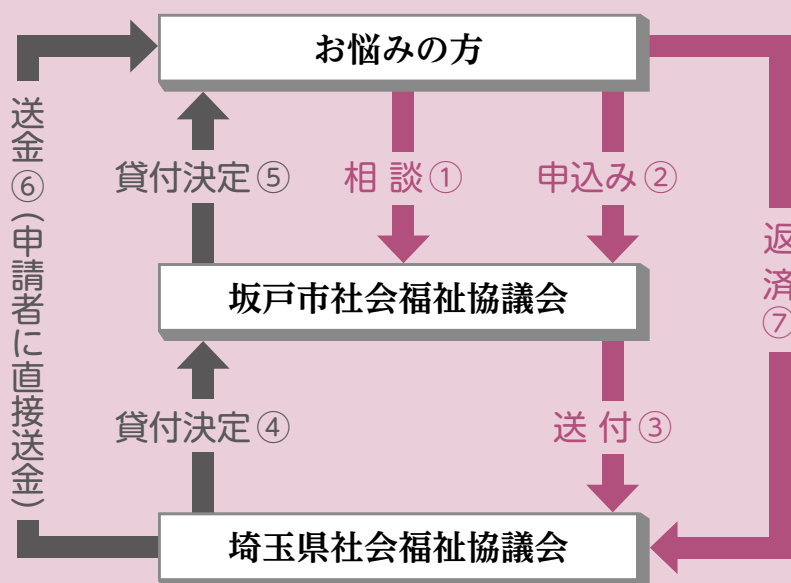 お悩みの方
送金⑥(申請者に直接送金)
貸付決定⑤
相談①
申込み②
返済⑦
坂戸市社会福祉協議会
貸付決定④
送付③
埼玉県社会福祉協議会